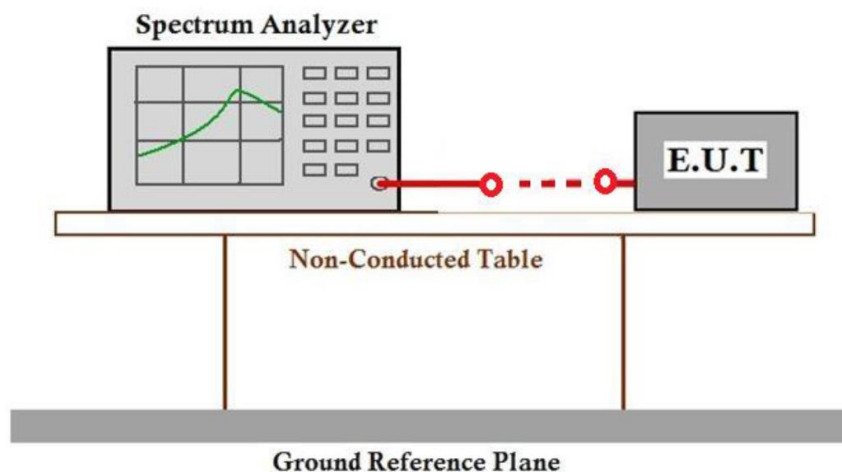 Spectrum Analyzer
E.U.T
Non-Conducted Table
Ground Reference Plane